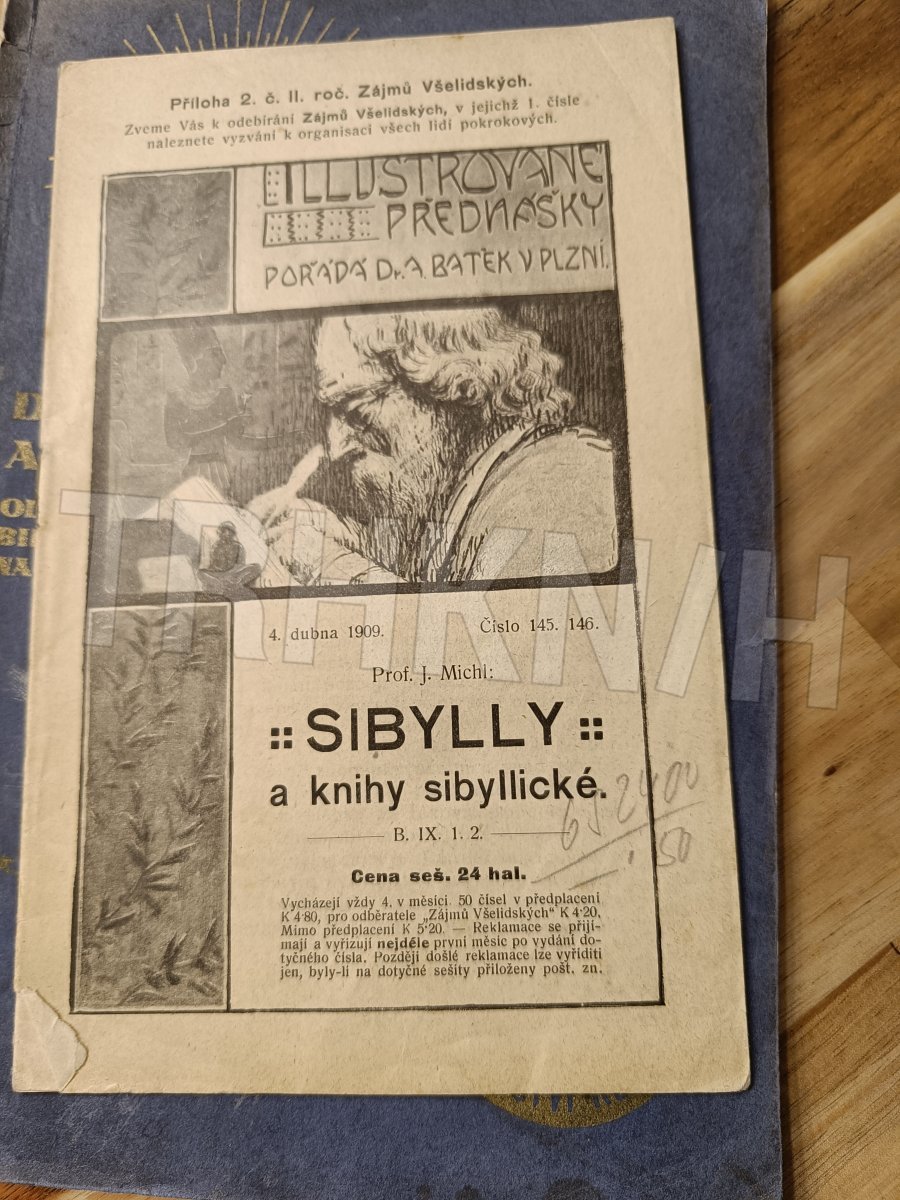 Příloha 2. č. II. roč. Zájmů Všelidských.
Zveme Vás k odebírání Zájmů Všelidských, v jejichž 1. čísle
naleznete vyzvání k organisaci všech lidí pokrokových.
ILLUSTROVANÉ
PŘEDNÁŠKY
POŘÁDÁ Dr. A. BATĚK V PLZNI.
4. dubna 1909.
Číslo 145. 146.
Prof. J. Michl:
SIBYLLY
a knihy sibyllické.
B. IX. 1. 2.
Cena seš. 24 hal.
Vycházejí vždy 4. v měsíci. 50 čísel v předplacení
K 4·80, pro odběratele „Zájmů Všelidských" K 4·20,
Mimo předplacení K 5·20. — Reklamace se přijí-
mají a vyřizují nejdéle první měsíc po vydání do-
tyčného čísla. Později došlé reklamace lze vyříditi
jen, byly-li na dotyčné sešity přiloženy pošt. zn.
TRHKNIH